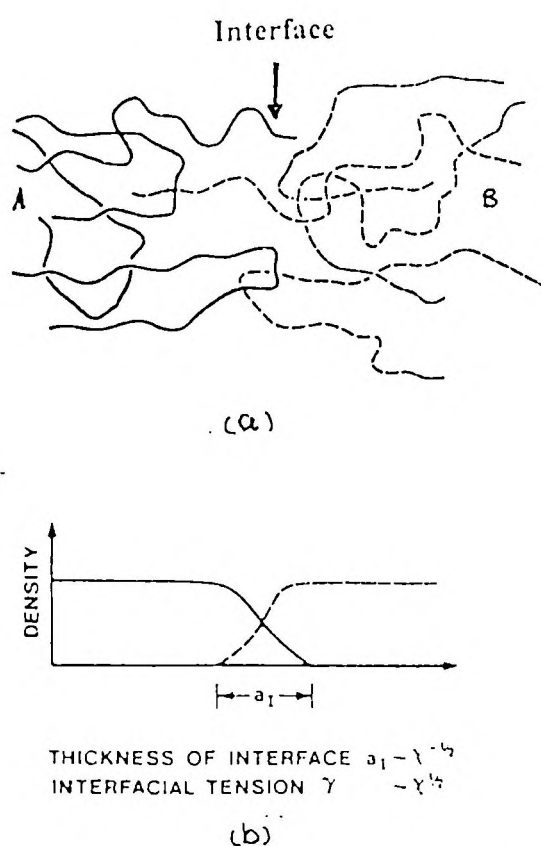 Interface
A
B
(a)
DENSITY
a_I
THICKNESS OF INTERFACE a_I ~ χ^-½
INTERFACIAL TENSION γ ~ χ^½
(b)